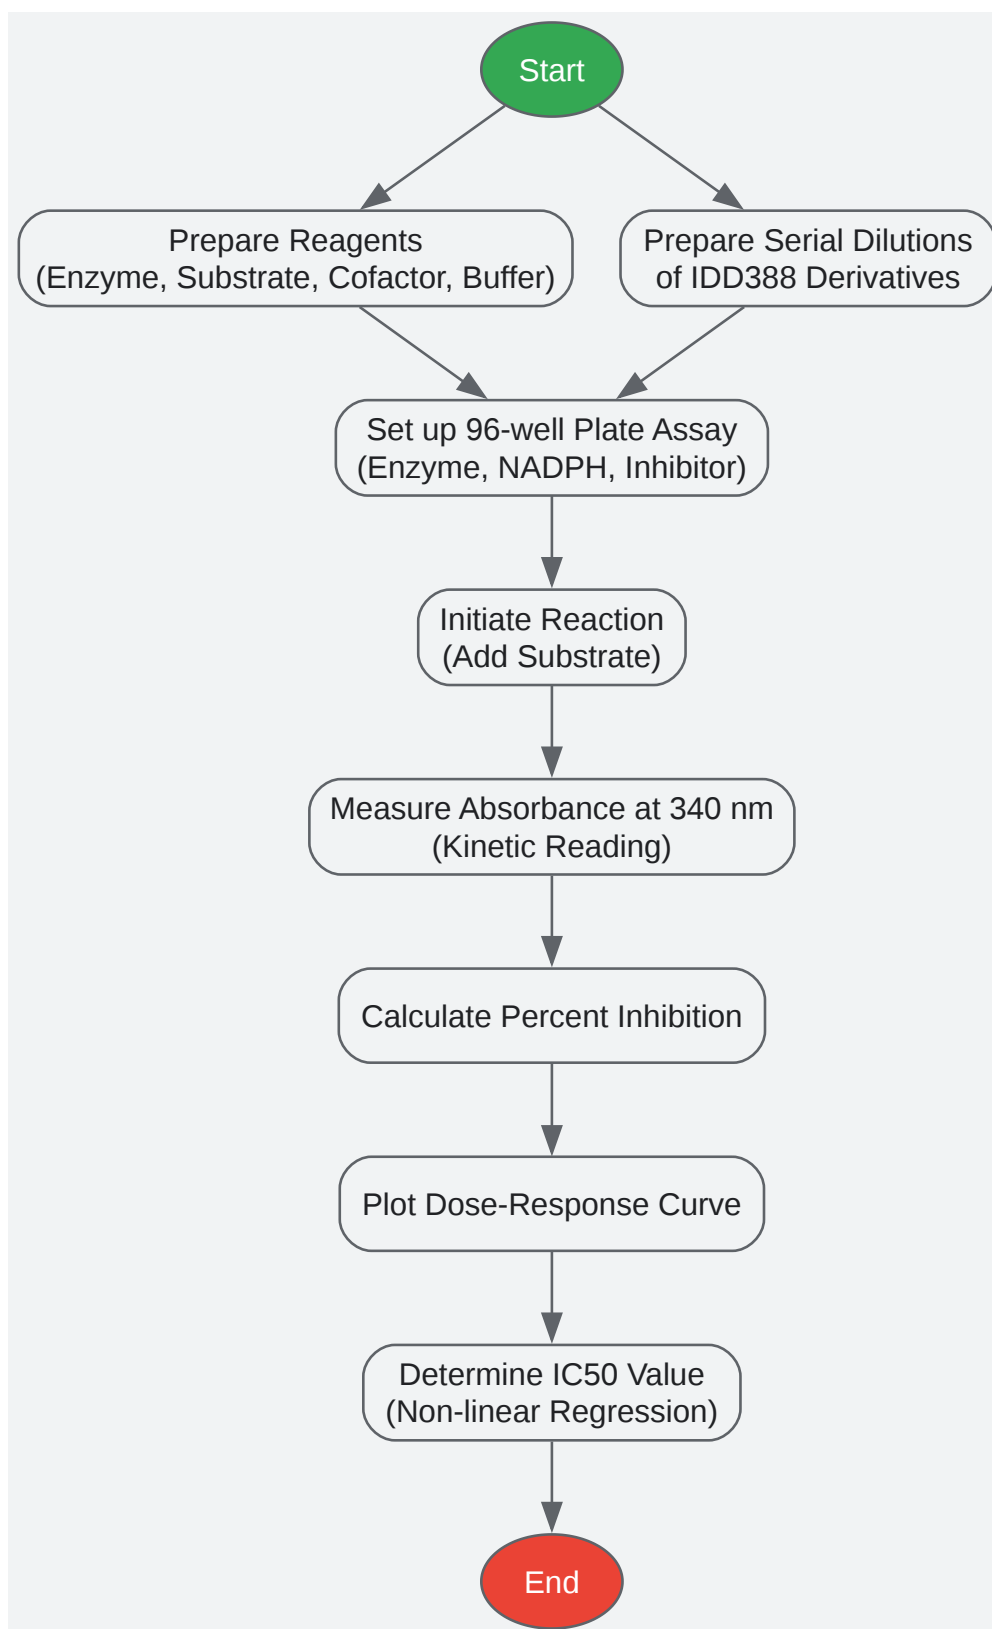 Start
Prepare Reagents
(Enzyme, Substrate, Cofactor, Buffer)
Prepare Serial Dilutions
of IDD388 Derivatives
Set up 96-well Plate Assay
(Enzyme, NADPH, Inhibitor)
Initiate Reaction
(Add Substrate)
Measure Absorbance at 340 nm
(Kinetic Reading)
Calculate Percent Inhibition
Plot Dose-Response Curve
Determine IC50 Value
(Non-linear Regression)
End